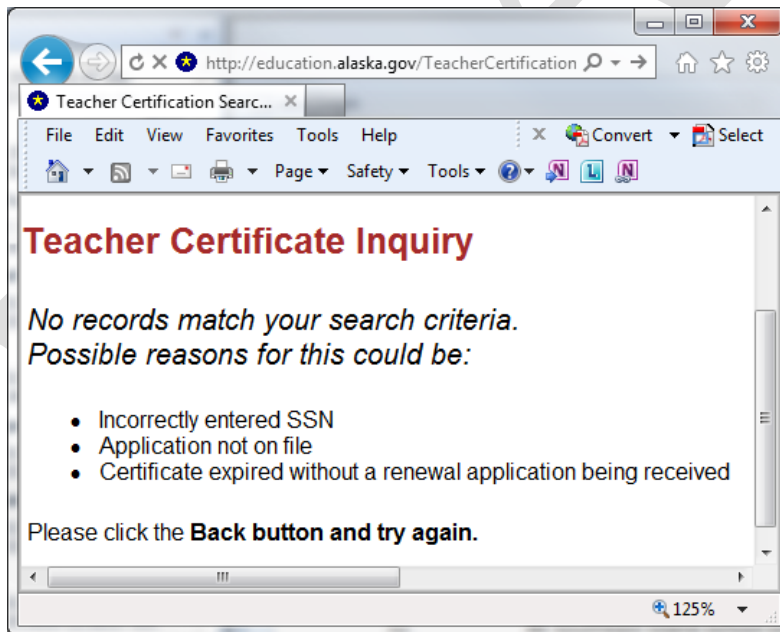 http://education.alaska.gov/TeacherCertification
Teacher Certification Searc...
File Edit View Favorites Tools Help Convert Select
Page Safety Tools
Teacher Certificate Inquiry
No records match your search criteria.
Possible reasons for this could be:
Incorrectly entered SSN
Application not on file
Certificate expired without a renewal application being received
Please click the Back button and try again.
125%